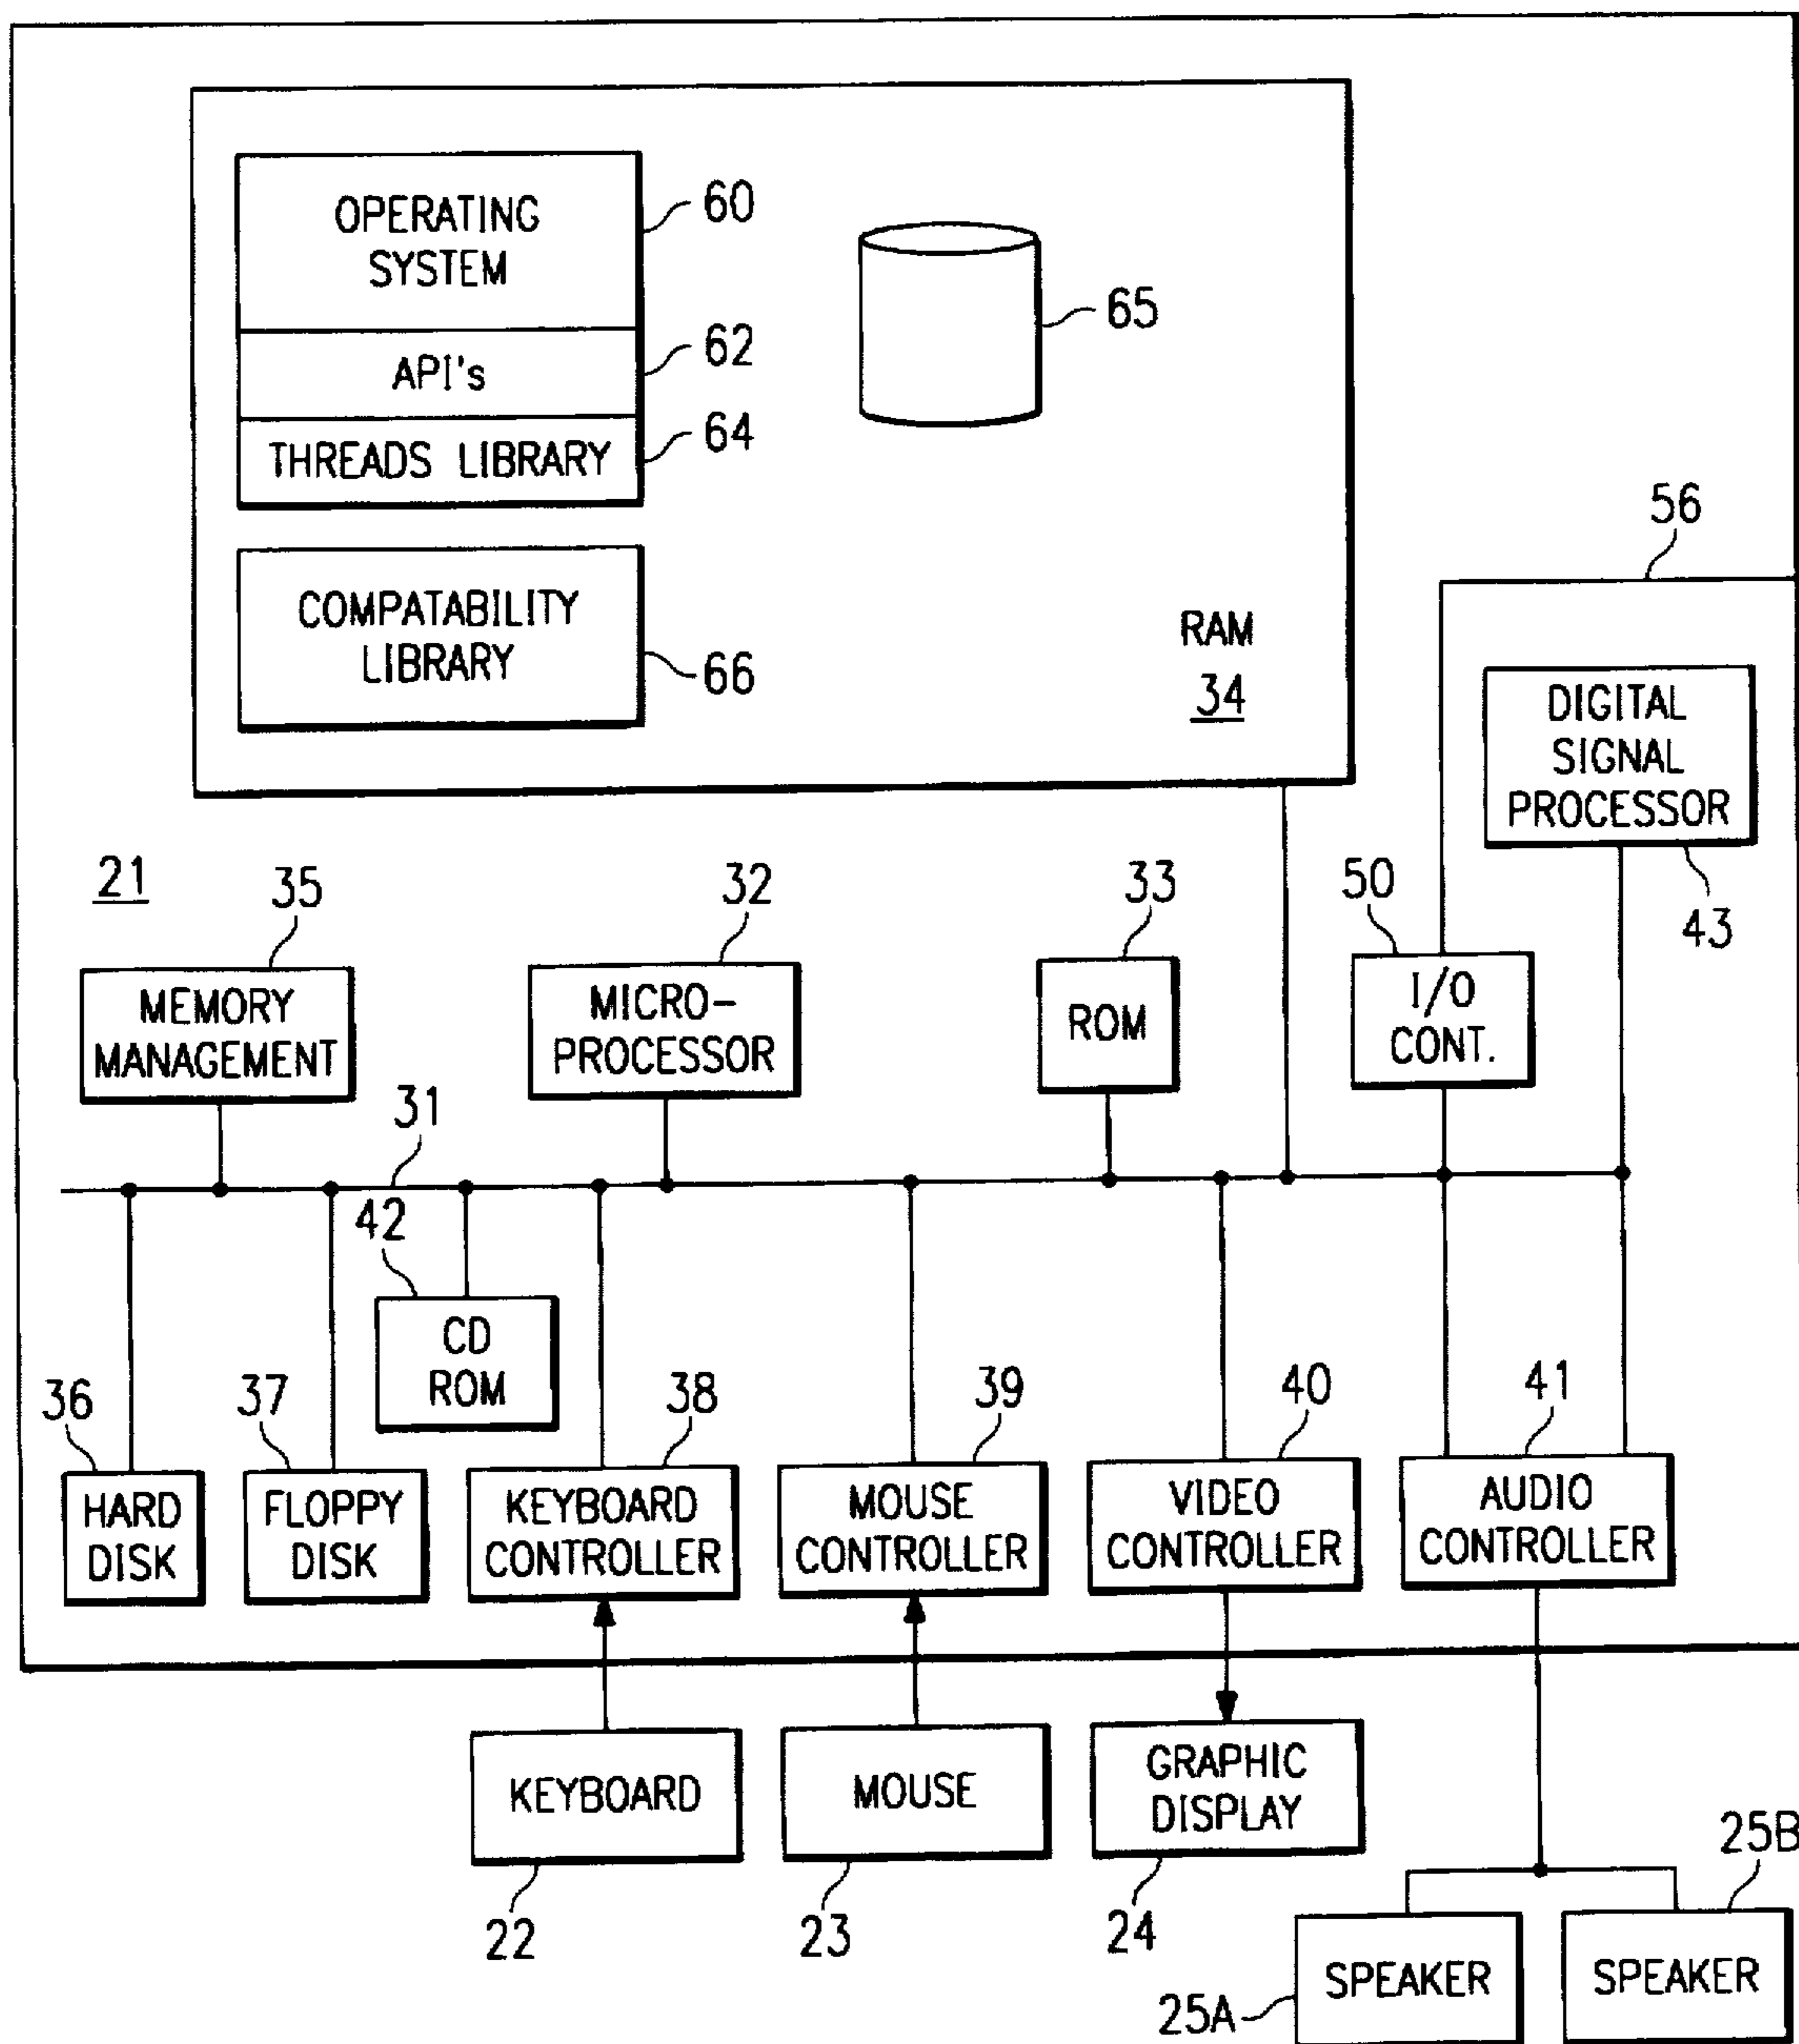 OPERATING
SYSTEM
60
API's
62
THREADS LIBRARY
64
65
COMPATABILITY
LIBRARY
66
RAM
34
56
DIGITAL
SIGNAL
PROCESSOR
43
21
35
MEMORY
MANAGEMENT
32
MICRO-
PROCESSOR
33
ROM
50
I/O
CONT.
31
42
CD
ROM
36
HARD
DISK
37
FLOPPY
DISK
38
KEYBOARD
CONTROLLER
39
MOUSE
CONTROLLER
40
VIDEO
CONTROLLER
41
AUDIO
CONTROLLER
KEYBOARD
22
MOUSE
23
GRAPHIC
DISPLAY
24
25A
SPEAKER
25B
SPEAKER